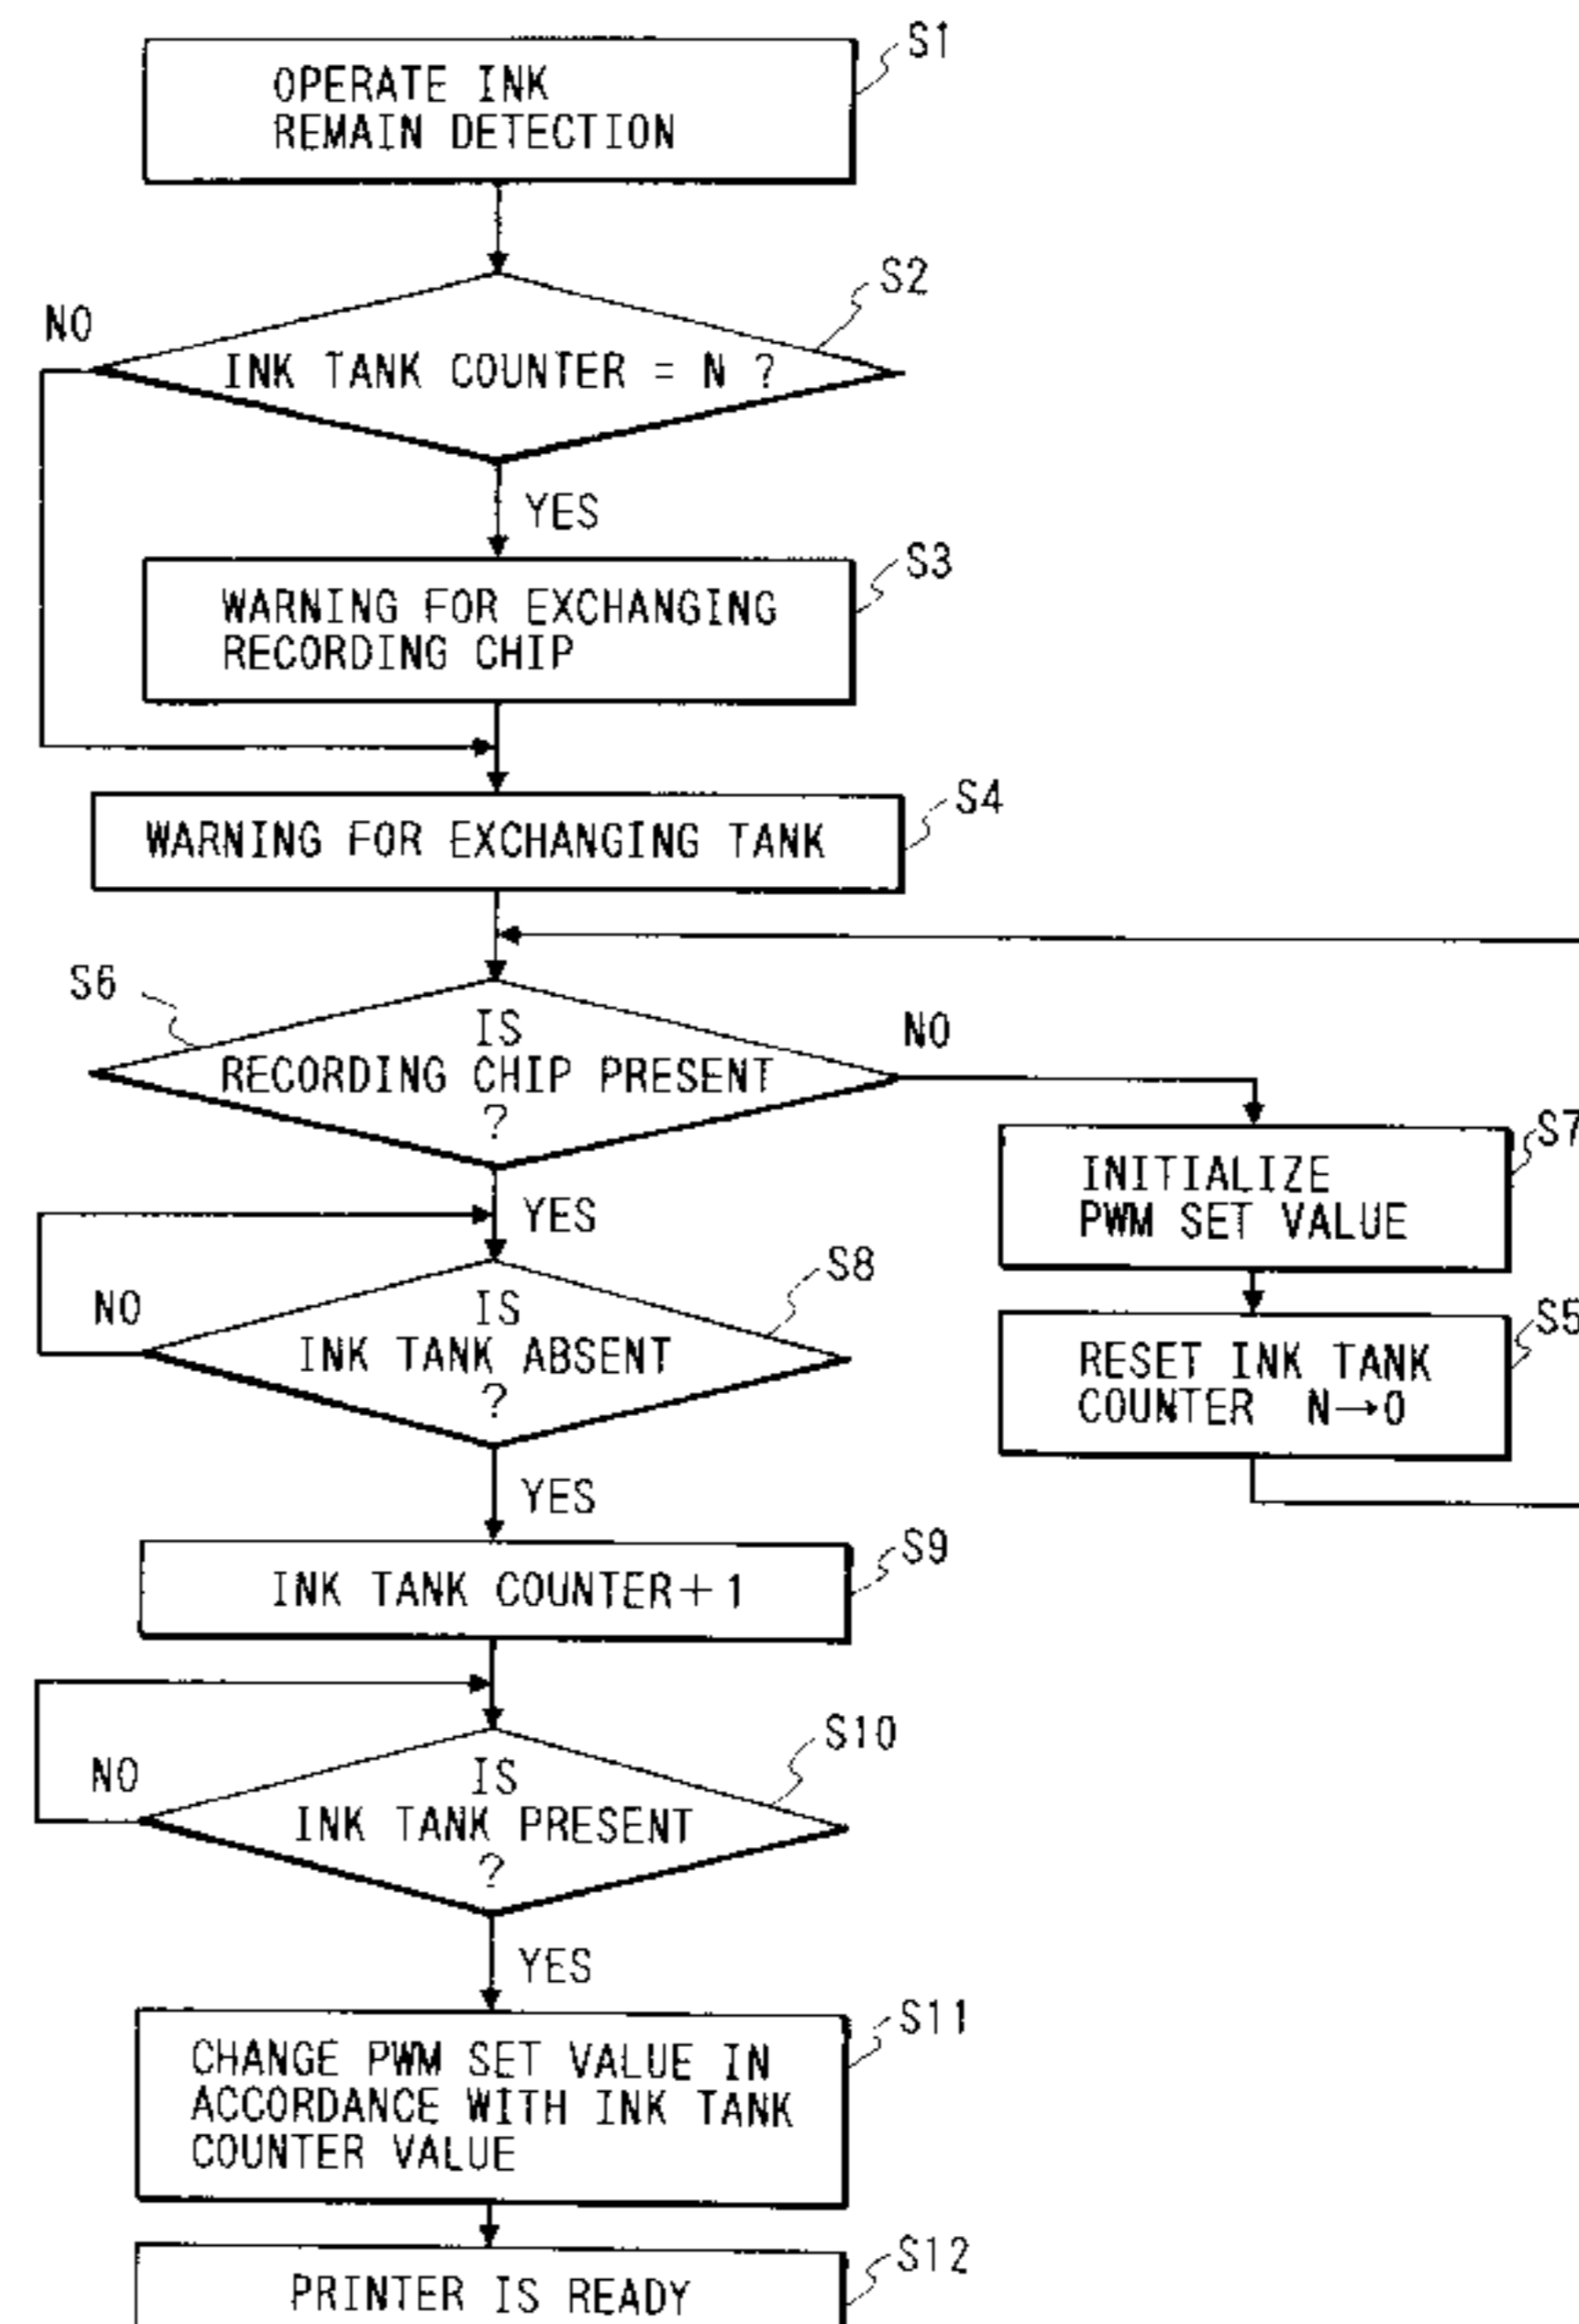 S1
OPERATE INK
REMAIN DETECTION
S2
NO
INK TANK COUNTER = N ?
YES
S3
WARNING FOR EXCHANGING
RECORDING CHIP
S4
WARNING FOR EXCHANGING TANK
S6
IS
RECORDING CHIP PRESENT
?
NO
YES
S7
INITIALIZE
PWM SET VALUE
S8
NO
IS
INK TANK ABSENT
?
S5
RESET INK TANK
COUNTER N→0
YES
S9
INK TANK COUNTER+1
S10
NO
IS
INK TANK PRESENT
?
YES
S11
CHANGE PWM SET VALUE IN
ACCORDANCE WITH INK TANK
COUNTER VALUE
S12
PRINTER IS READY